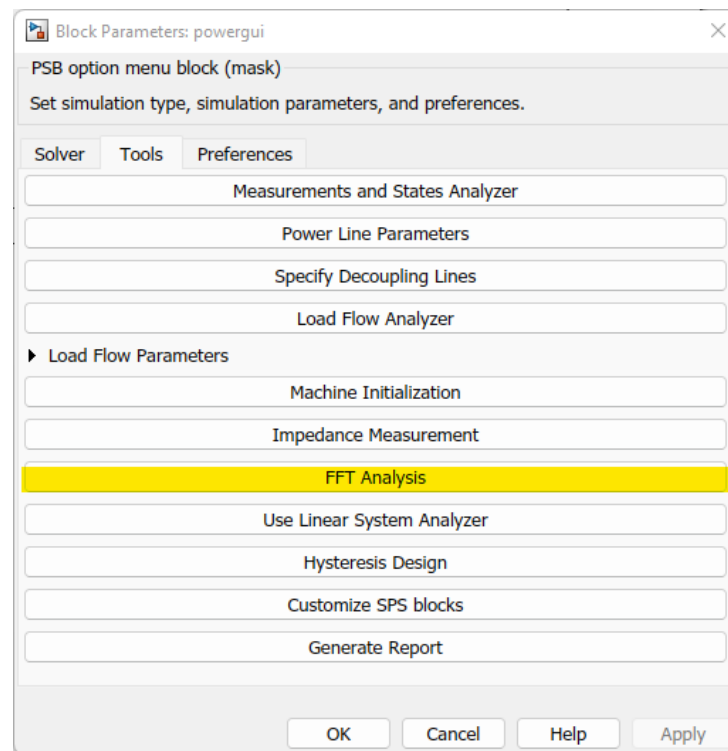 Block Parameters: powergui
PSB option menu block (mask)
Set simulation type, simulation parameters, and preferences.
Solver Tools Preferences
Measurements and States Analyzer
Power Line Parameters
Specify Decoupling Lines
Load Flow Analyzer
Load Flow Parameters
Machine Initialization
Impedance Measurement
FFT Analysis
Use Linear System Analyzer
Hysteresis Design
Customize SPS blocks
Generate Report
OK Cancel Help Apply